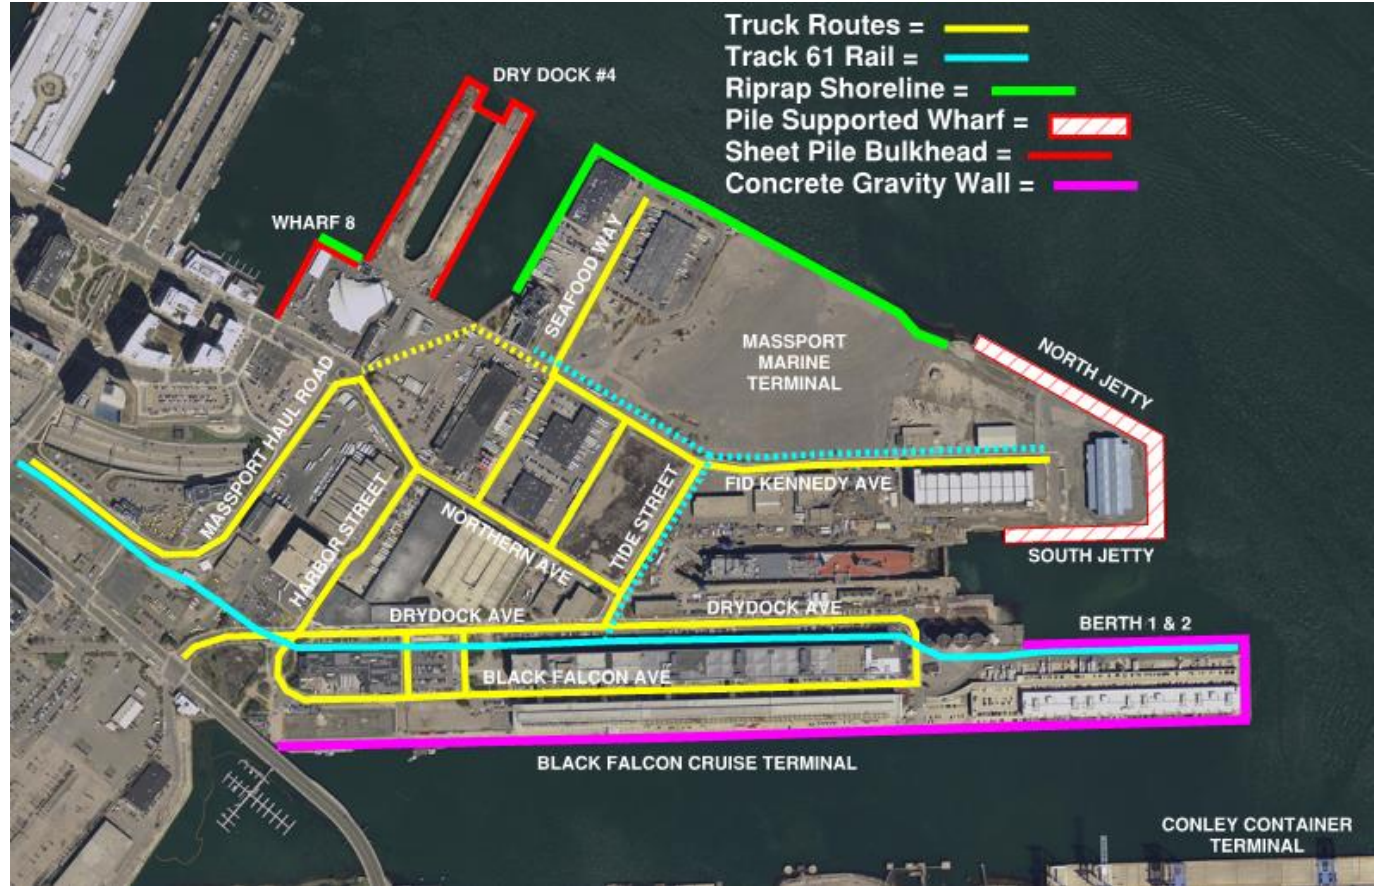 Truck Routes =
Track 61 Rail =
Riprap Shoreline =
Pile Supported Wharf =
Sheet Pile Bulkhead =
Concrete Gravity Wall =
DRY DOCK #4
WHARF 8
SEAFOOD WAY
MASSPORT
MARINE
TERMINAL
NORTH JETTY
MASSPORT HAUL ROAD
HARBOR STREET
NORTHERN AVE
TIDE STREET
FID KENNEDY AVE
SOUTH JETTY
DRYDOCK AVE
DRYDOCK AVE
BERTH 1 & 2
BLACK FALCON AVE
BLACK FALCON CRUISE TERMINAL
CONLEY CONTAINER
TERMINAL